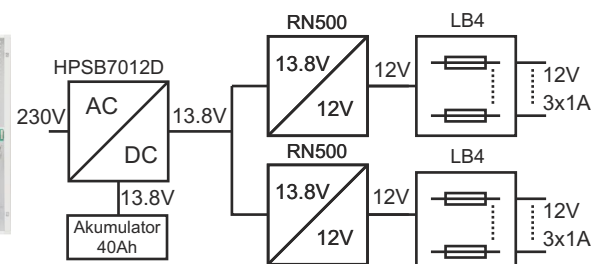 RN500
LB4
HPSB7012D
13.8V
12V
12V
12V
3x1A
230V
AC
DC
13.8V
13.8V
Akumulator
40Ah
RN500
LB4
13.8V
12V
12V
12V
3x1A